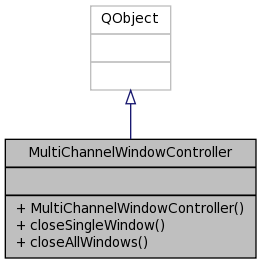 QObject
MultiChannelWindowController
+ MultiChannelWindowController()
+ closeSingleWindow()
+ closeAllWindows()